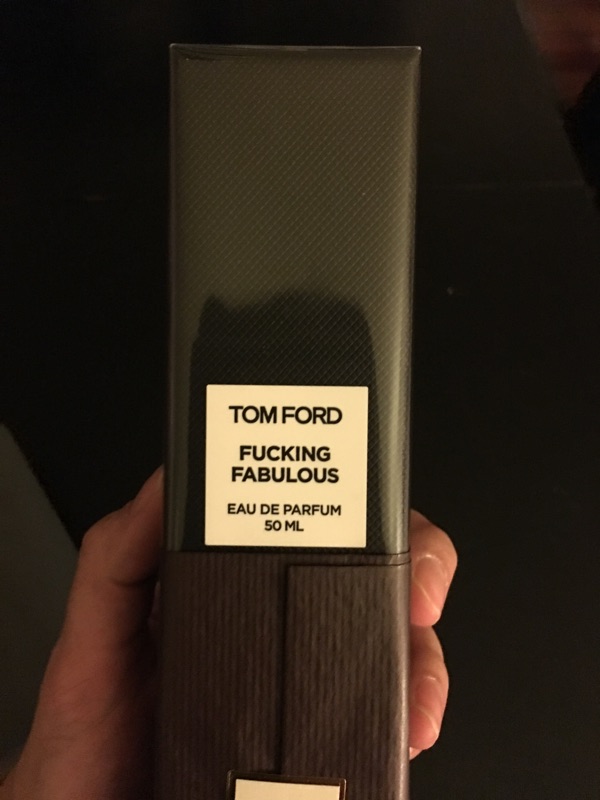 TOM FORD
FUCKING
FABULOUS
EAU DE PARFUM
50 ML